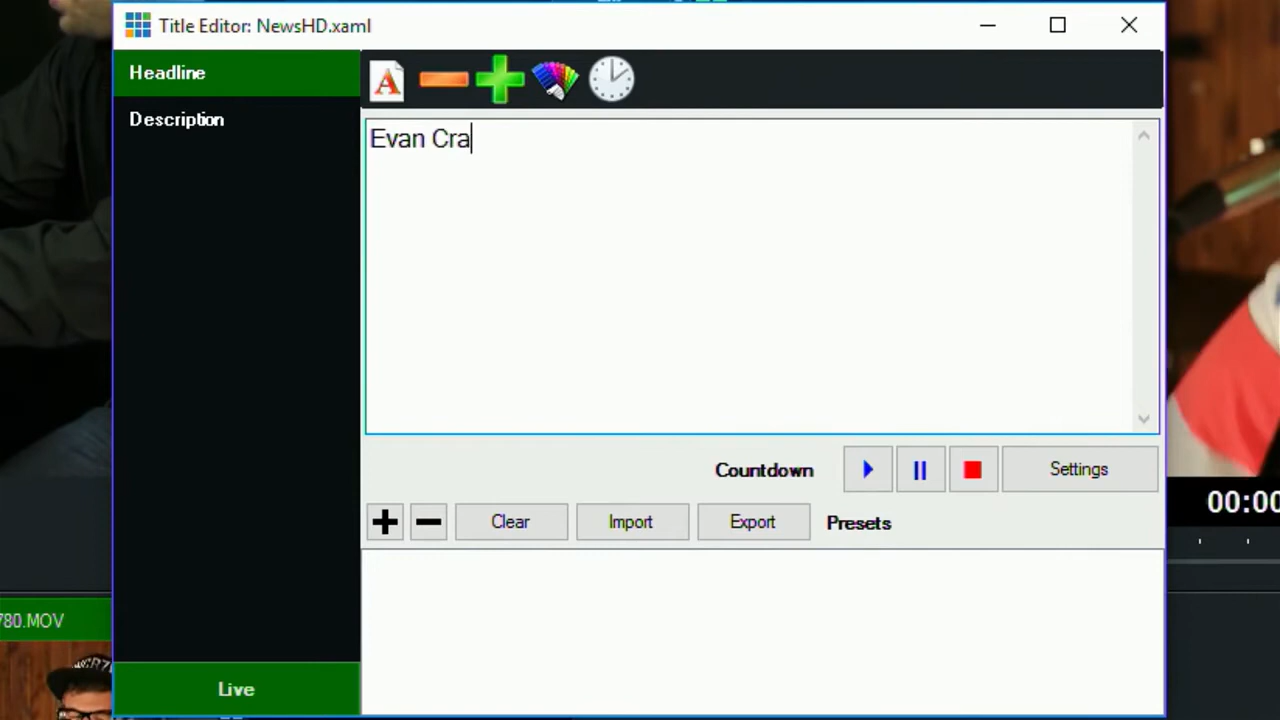 Title Editor: NewsHD.xaml
Headline
Description
Evan Cra
Countdown
Settings
Clear
Import
Export
Presets
00:00
780.MOV
Live